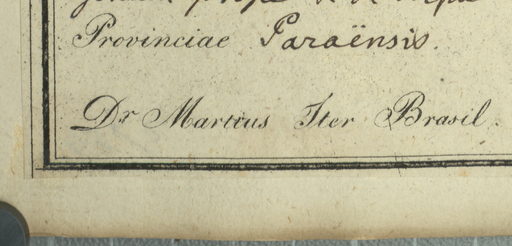 Provinciae Paraënsis.
Dr Martius Iter Brasil.